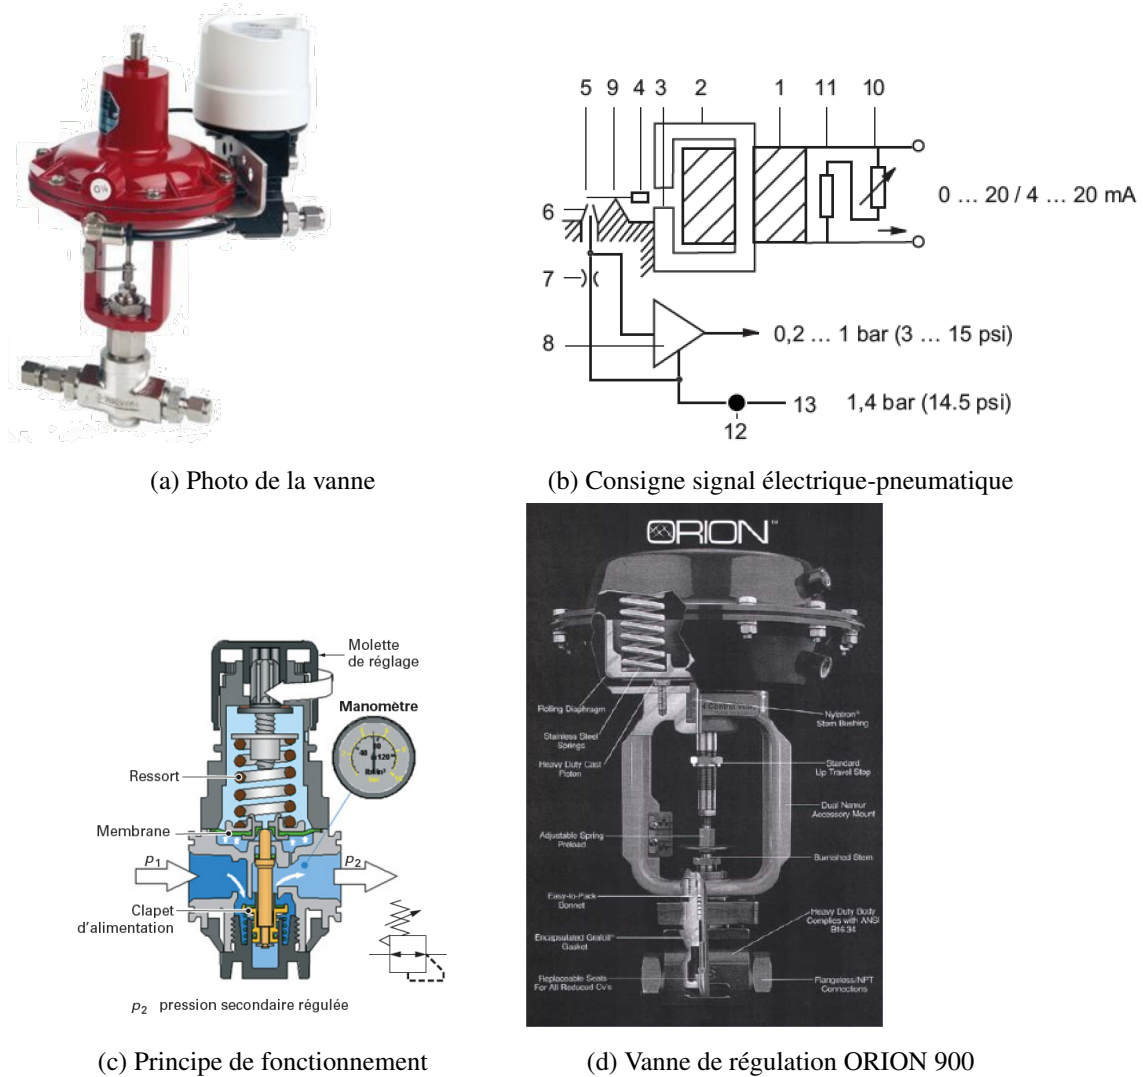 G¼
(a) Photo de la vanne
5 9 4 3 2 1 11 10
0 … 20 / 4 … 20 mA
6
7
8
0,2 … 1 bar (3 … 15 psi)
13 1,4 bar (14.5 psi)
12
(b) Consigne signal électrique-pneumatique
Molette
de réglage
Manomètre
Ressort
Membrane
p1
p2
Clapet
d'alimentation
p2 pression secondaire régulée
(c) Principe de fonctionnement
ORION™
Rolling Diaphragm
Stainless Steel
Springs
Heavy Duty Cast
Piston
Nylatron®
Stem Bushing
Standard
Up Travel Stop
Dual Namur
Accessory Mount
Adjustable Spring
Preload
Burnished Stem
Easy-to-Pack
Bonnet
Heavy Duty Body
Complies with ANSI
B16.34
Encapsulated Grafoil®
Gasket
Replaceable Seats
For All Reduced Cv's
Flangeless/NPT
Connections
(d) Vanne de régulation ORION 900